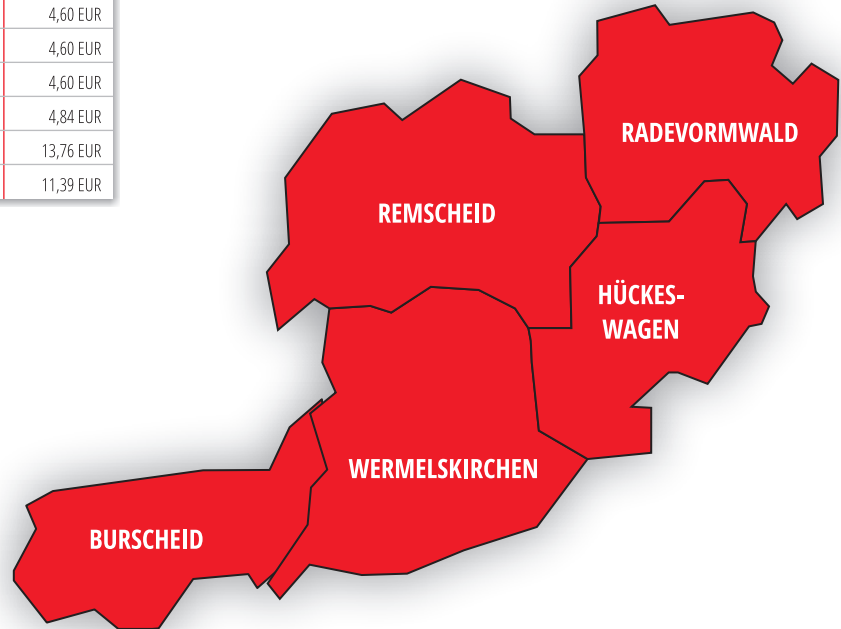 4,60 EUR
4,60 EUR
4,60 EUR
4,84 EUR
13,76 EUR
11,39 EUR
RADEVORMWALD
REMSCHEID
HÜCKES-
WAGEN
WERMELSKIRCHEN
BURSCHEID